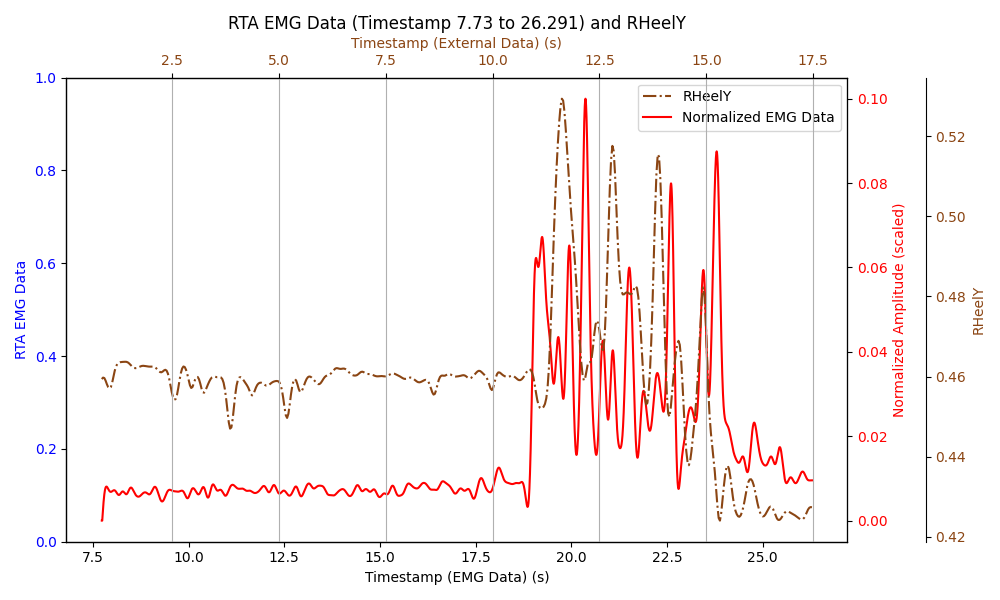 RTA EMG Data (Timestamp 7.73 to 26.291) and RHeelY
Timestamp (External Data) (s)
2.5 5.0 7.5 10.0 12.5 15.0 17.5
RHeelY
Normalized EMG Data
RTA EMG Data
1.0
0.8
0.6
0.4
0.2
0.0
0.10
0.08
0.06
0.04
0.02
0.00
Normalized Amplitude (scaled)
0.52
0.50
0.48
0.46
0.44
0.42
RHeelY
7.5 10.0 12.5 15.0 17.5 20.0 22.5 25.0
Timestamp (EMG Data) (s)